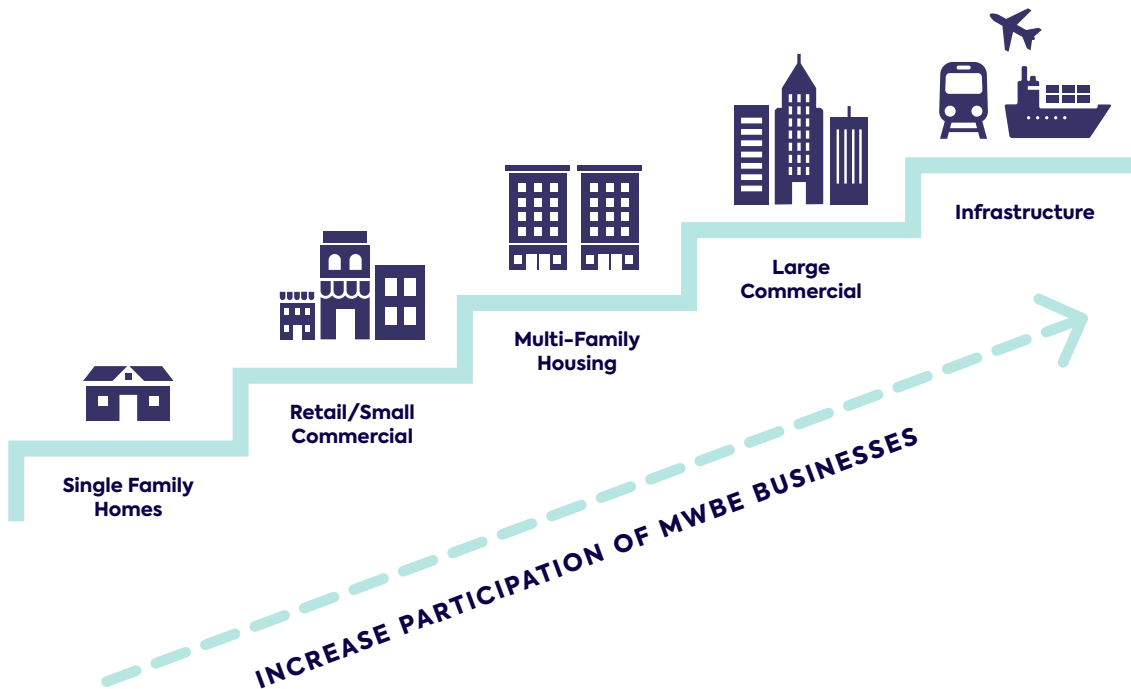 Single Family
Homes
Retail/Small
Commercial
Multi-Family
Housing
Large
Commercial
Infrastructure
INCREASE PARTICIPATION OF MWBE BUSINESSES